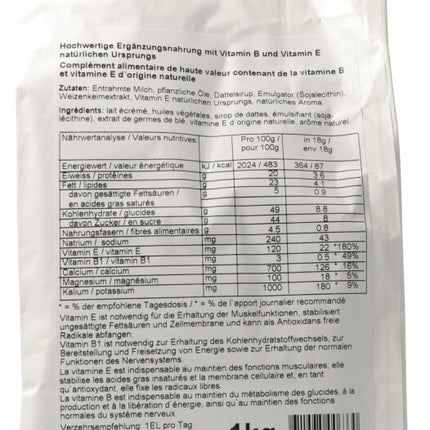 Hochwertige Ergänzungsnahrung mit Vitamin B und Vitamin E
natürlichen Ursprungs
Complément alimentaire de haute valeur contenant de la vitamine B
et vitamine E d´origine naturelle
Zutaten: Entrahmte Milch, pflanzliche Öle, Dattelsirup, Emulgator (Sojalecithin),
Weizenkeimextrakt, Vitamin E natürlichen Ursprungs, natürliches Aroma
Ingrédients: lait écrémé, huiles végétales, sirop de dattes, émulsifiant (soja-
lécithine), extrait de germes de blé, vitamine E d´origine naturelle, arôme naturel
Nährwertanalyse / Valeurs nutritives Pro 100g / in 18g /
pour 100g env.18g
Energiewert / valeur énergétique kJ / kcal 2024 / 483 364 / 87
Eiweiss / protéines g 20 3.6
Fett / lipides g 23 4.1
davon gesättigte Fettsäuren / g 5 0.9
en acides gras saturés
Kohlenhydrate / glucides g 49 8.8
davon Zucker / en sucre g 44 8
Nahrungsfasern / fibres alimentaires g 4.5 0.8
Natrium / sodium mg 240 43
Vitamin E / vitamin E mg 120 22 *180%
Vitamin B1 / vitamin B1 mg 3 0.5 * 49%
Calcium / calcium mg 700 126 * 16%
Magnesium / magnésium mg 100 18 * 5%
Kalium / potassium mg 1000 180 * 9%
* = % der empfohlene Tagesdosis / * = % de l´apport journalier recommandé
Vitamin E ist notwendig für die Erhaltung der Muskelfunktionen, stabilisiert
ungesättigte Fettsäuren und Zellmembrane und kann als Antioxidans freie
Radikale abfangen.
Vitamin B1 ist notwendig zur Erhaltung des Kohlenhydratstoffwechsels, zur
Bereitstellung und Freisetzung von Energie sowie zur Erhaltung der normalen
Funktionen des Nervensystems.
La vitamine E est indispensable au maintien des fonctions musculaires, elle
stabilise les acides gras insaturés et la membrane cellulaire, et en tant
qu'antioxydant, elle fixe les radicaux libres.
La vitamine B est indispensable au maintien du métabolisme des glucides, à la
production et à la libération d´énergie, ainsi qu´au maintien des fonctions
normales du système nerveux.
Verzehrsempfehlung: 1EL pro Tag
1kg